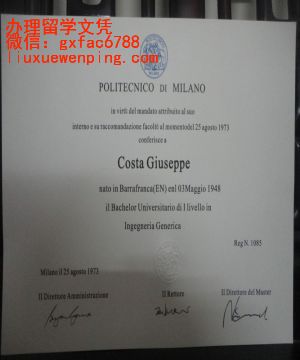 办理留学文凭
微信：gxfac6788
liuxuewenping.com
POLITECNICO DI MILANO
in virtù del mandato attribuito al suo
interno e su raccomandazione facoltò al momentodel 25 agosto 1973
conferisce a
Costa Giuseppe
nato in Barrafranca(EN) enl 03Maggio 1948
il Bachelor Universitario di I livello in
Ingegneria Generica
Reg N. 1085
Milano il 25 agosto 1973
Il Direttore Amministrazione
Il Rettore
Il Direttore del Master